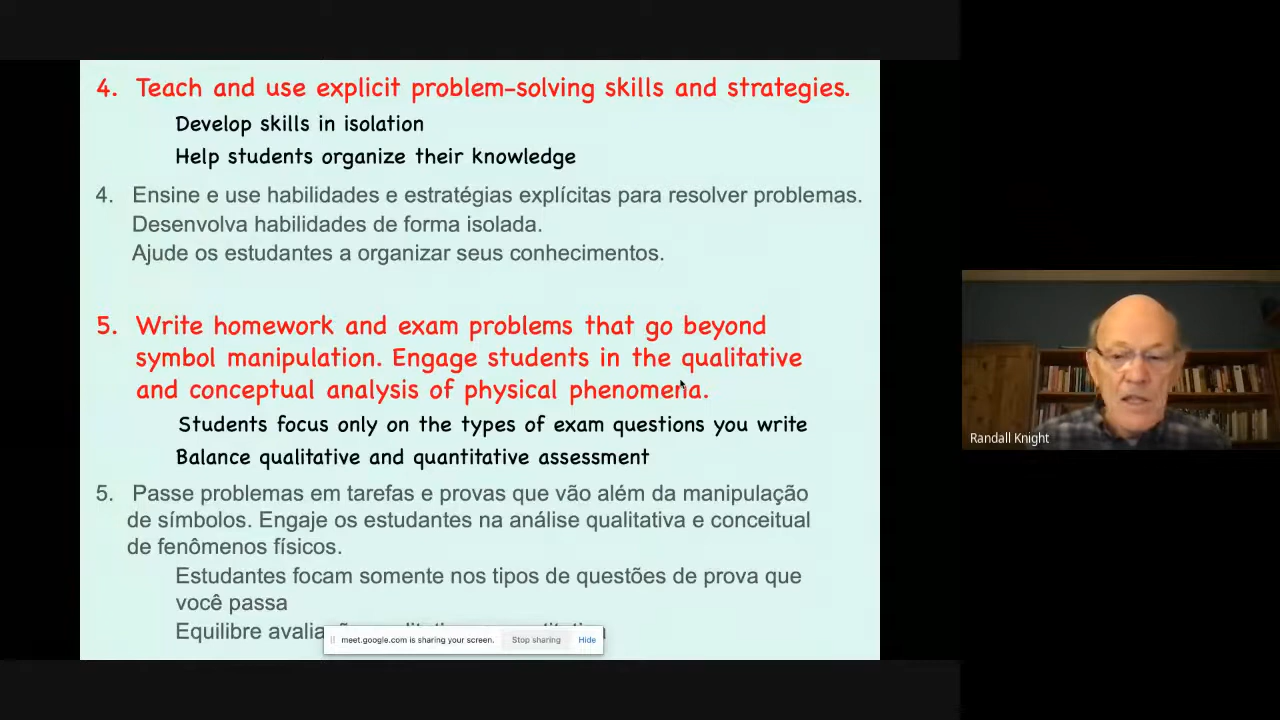 4. Teach and use explicit problem-solving skills and strategies.
Develop skills in isolation
Help students organize their knowledge
4. Ensine e use habilidades e estratégias explícitas para resolver problemas.
Desenvolva habilidades de forma isolada.
Ajude os estudantes a organizar seus conhecimentos.
5. Write homework and exam problems that go beyond
symbol manipulation. Engage students in the qualitative
and conceptual analysis of physical phenomena.
Students focus only on the types of exam questions you write
Balance qualitative and quantitative assessment
5. Passe problemas em tarefas e provas que vão além da manipulação
de símbolos. Engaje os estudantes na análise qualitativa e conceitual
de fenômenos físicos.
Estudantes focam somente nos tipos de questões de prova que
você passa
Equilibre
meet.google.com is sharing your screen. Stop sharing Hide
Randall Knight